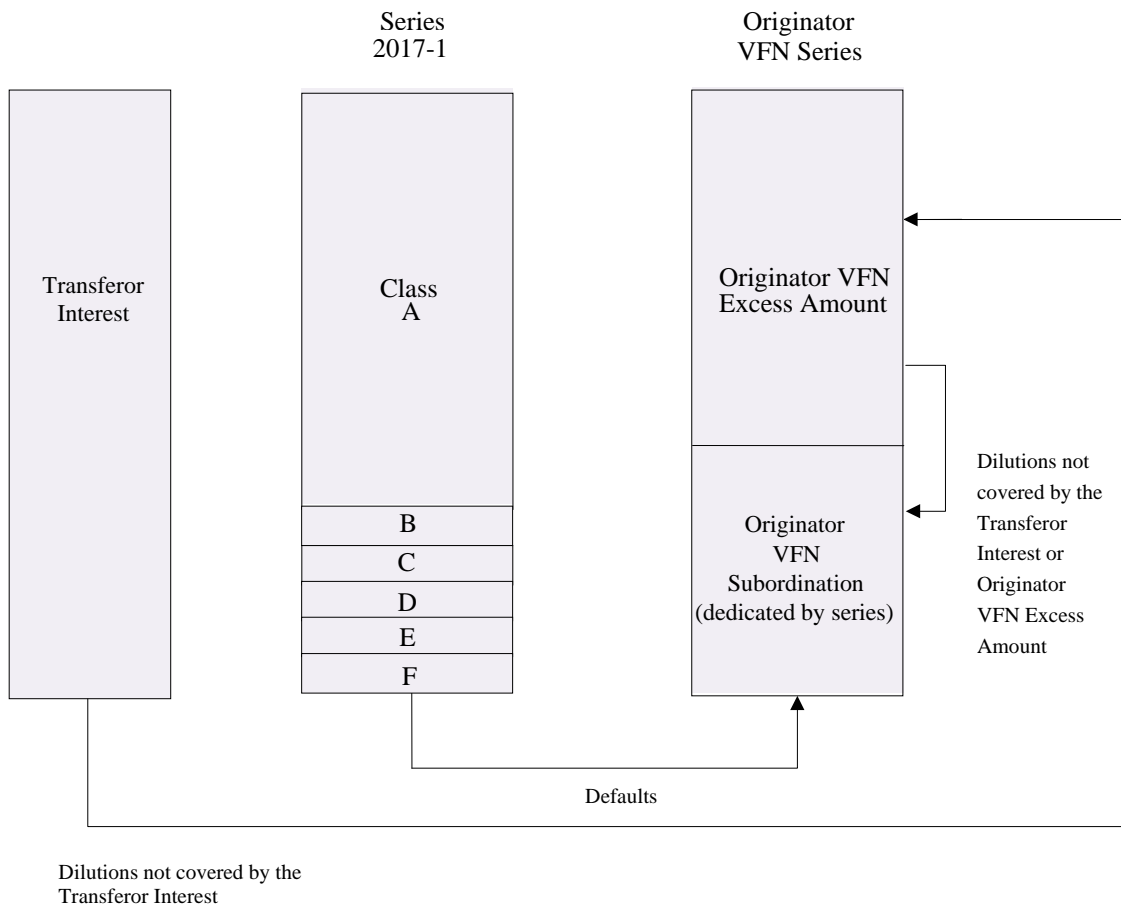 Series
2017-1
Originator
VFN Series
Transferor
Interest
Class
A
B
C
D
E
F
Originator VFN
Excess Amount
Originator
VFN
Subordination
(dedicated by series)
Dilutions not
covered by the
Transferor
Interest or
Originator
VFN Excess
Amount
Defaults
Dilutions not covered by the
Transferor Interest